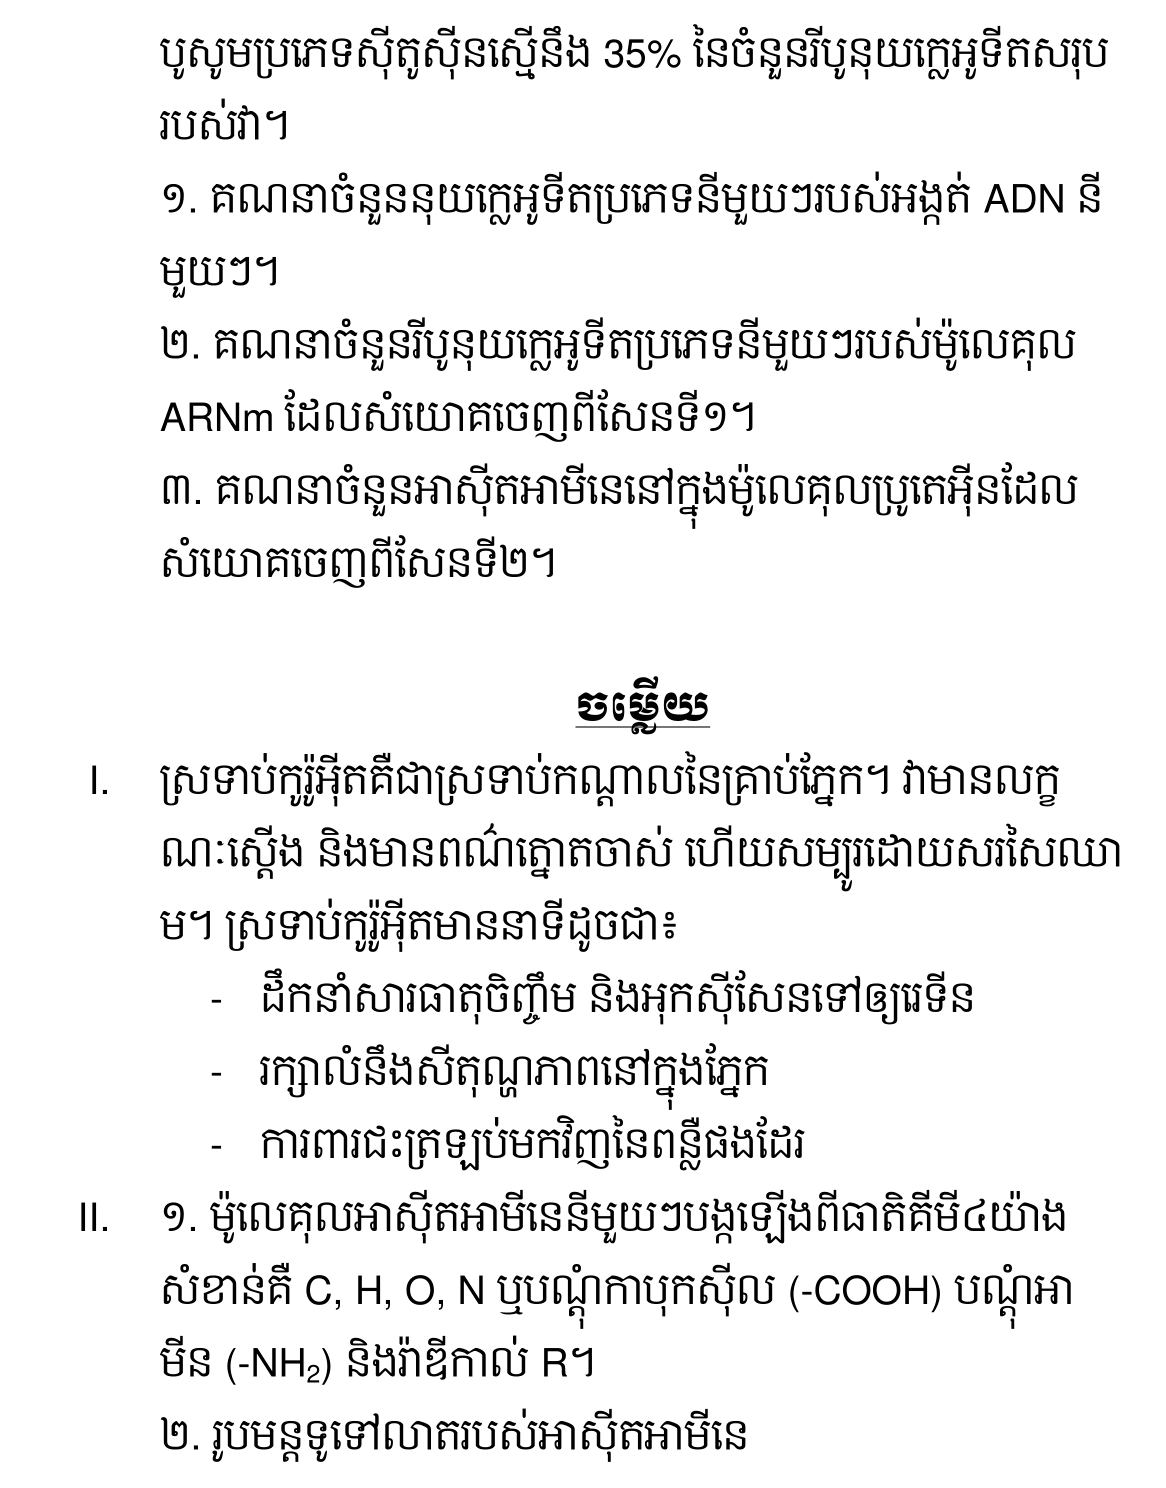 បូសូមប្រភេទស៊ីតូស៊ីនស្មើនឹង 35% នៃចំនួនរីបូនុយក្លេអូទីតសរុប
របស់វា។
១. គណនាចំនួននុយក្លេអូទីតប្រភេទនីមួយៗរបស់អង្កត់ ADN នី
មួយៗ។
២. គណនាចំនួនរីបូនុយក្លេអូទីតប្រភេទនីមួយៗរបស់ម៉ូលេគុល
ARNm ដែលសំយោគចេញពីសែនទី១។
៣. គណនាចំនួនអាស៊ីតអាមីនេនៅក្នុងម៉ូលេគុលប្រូតេអ៊ីនដែល
សំយោគចេញពីសែនទី២។
ចម្លើយ
I. ស្រទាប់កូរ៉ូអ៊ីតគឺជាស្រទាប់កណ្តាលនៃគ្រាប់ភ្នែក។ វាមានលក្ខ
ណៈស្តើង និងមានពណ៌ត្នោតចាស់ ហើយសម្បូរដោយសរសៃឈា
ម។ ស្រទាប់កូរ៉ូអ៊ីតមាននាទីដូចជា៖
- ដឹកនាំសារធាតុចិញ្ចឹម និងអុកស៊ីសែនទៅឲ្យរេទីន
- រក្សាលំនឹងសីតុណ្ហភាពនៅក្នុងភ្នែក
- ការពារជះត្រឡប់មកវិញនៃពន្លឺផងដែរ
II. ១. ម៉ូលេគុលអាស៊ីតអាមីនេនីមួយៗបង្កឡើងពីធាតិគីមី៤យ៉ាង
សំខាន់គឺ C, H, O, N ឬបណ្តុំកាបុកស៊ីល (-COOH) បណ្តុំអា
មីន (-NH₂) និងរ៉ាឌីកាល់ R។
២. រូបមន្តទូទៅលាតរបស់អាស៊ីតអាមីនេ